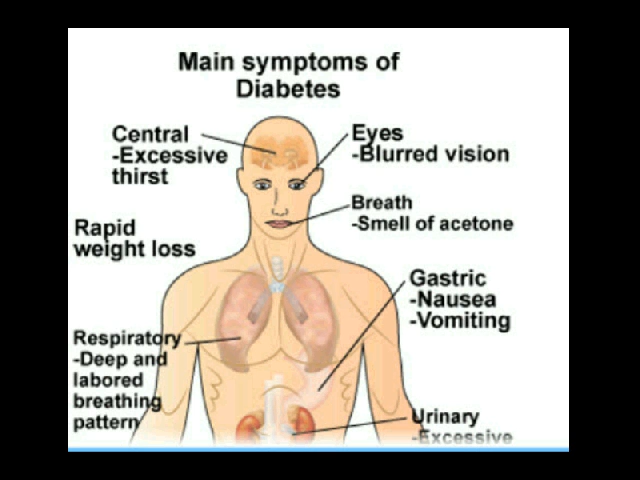 Main symptoms of
Diabetes
Central
-Excessive
thirst
Eyes
-Blurred vision
Breath
-Smell of acetone
Rapid
weight loss
Gastric
-Nausea
-Vomiting
Respiratory
-Deep and
labored
breathing
pattern
Urinary
-Excessive